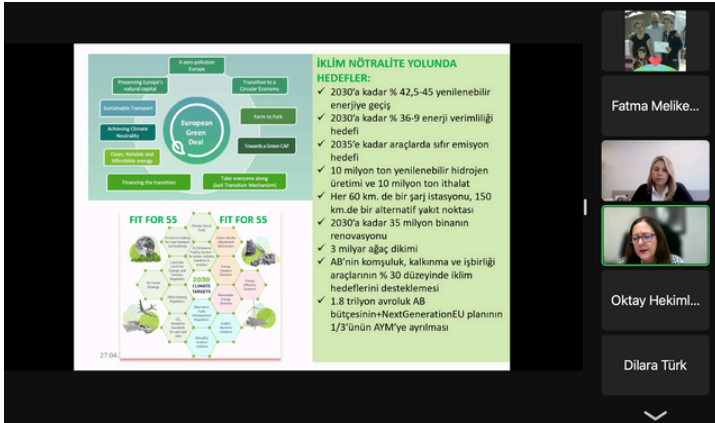 A zero pollution
Europe
Preserving Europe's
natural capital
Transition to a
Circular Economy
Sustainable Transport
Farm to Fork
European
Green
Deal
Achieving Climate
Neutrality
Towards a Green CAP
Clean, Reliable and
Affordable energy
Financing the transition
Take everyone along
(Just Transition Mechanism)
FIT FOR 55
FIT FOR 55
2030
CLIMATE
TARGETS
27.04.
İKLİM NÖTRALİTE YOLUNDA
HEDEFLER:
✓ 2030'a kadar % 42,5-45 yenilenebilir
enerjiye geçiş
✓ 2030'a kadar % 36-9 enerji verimliliği
hedefi
✓ 2035'e kadar araçlarda sıfır emisyon
hedefi
✓ 10 milyon ton yenilenebilir hidrojen
üretimi ve 10 milyon ton ithalat
✓ Her 60 km. de bir şarj istasyonu, 150
km.de bir alternatif yakıt noktası
✓ 2030'a kadar 35 milyon binanın
renovasyonu
✓ 3 milyar ağaç dikimi
✓ AB'nin komşuluk, kalkınma ve işbirliği
araçlarının % 30 düzeyinde iklim
hedeflerini desteklemesi
✓ 1.8 trilyon avroluk AB
bütçesinin+NextGenerationEU planının
1/3'ünün AYM'ye ayrılması
Fatma Melike...
Oktay Hekiml...
Dilara Türk